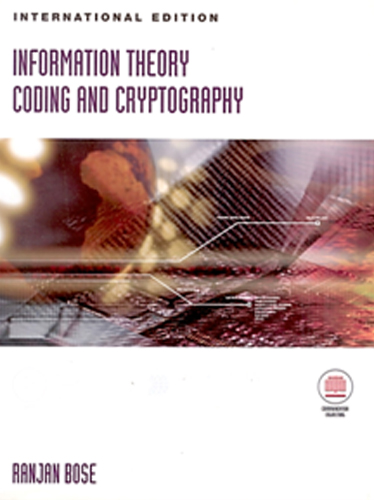 INTERNATIONAL EDITION
INFORMATION THEORY
CODING AND CRYPTOGRAPHY
RANJAN BOSE